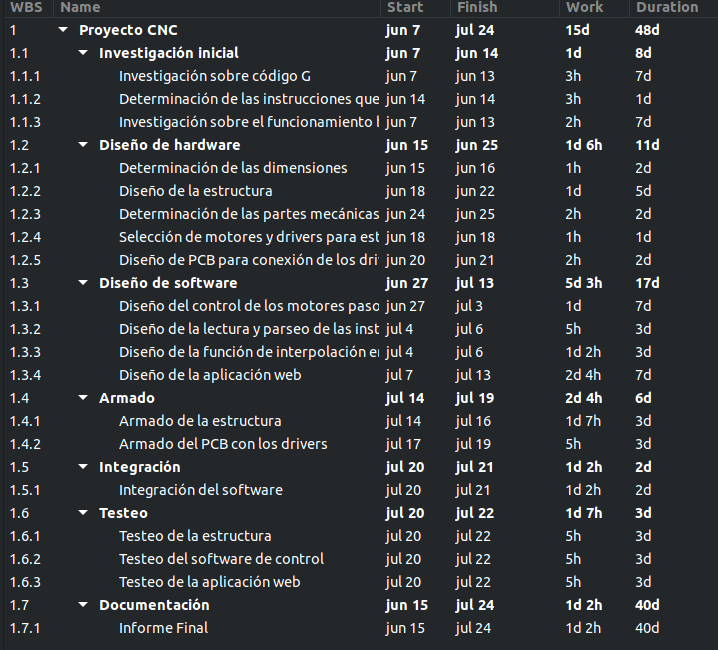 WBS Name Start Finish Work Duration
1 Proyecto CNC jun 7 jul 24 15d 48d
1.1 Investigación inicial jun 7 jun 14 1d 8d
1.1.1 Investigación sobre código G jun 7 jun 13 3h 7d
1.1.2 Determinación de las instrucciones que jun 14 jun 14 3h 1d
1.1.3 Investigación sobre el funcionamiento jun 7 jun 13 2h 7d
1.2 Diseño de hardware jun 15 jun 25 1d 6h 11d
1.2.1 Determinación de las dimensiones jun 15 jun 16 1h 2d
1.2.2 Diseño de la estructura jun 18 jun 22 1d 5d
1.2.3 Determinación de las partes mecánicas jun 24 jun 25 2h 2d
1.2.4 Selección de motores y drivers para est jun 18 jun 18 1h 1d
1.2.5 Diseño de PCB para conexión de los dri jun 20 jun 21 2h 2d
1.3 Diseño de software jun 27 jul 13 5d 3h 17d
1.3.1 Diseño del control de los motores paso jun 27 jul 3 1d 7d
1.3.2 Diseño de la lectura y parseo de las inst jul 4 jul 6 5h 3d
1.3.3 Diseño de la función de interpolación e jul 4 jul 6 1d 2h 3d
1.3.4 Diseño de la aplicación web jul 7 jul 13 2d 4h 7d
1.4 Armado jul 14 jul 19 2d 4h 6d
1.4.1 Armado de la estructura jul 14 jul 16 1d 7h 3d
1.4.2 Armado del PCB con los drivers jul 17 jul 19 5h 3d
1.5 Integración jul 20 jul 21 1d 2h 2d
1.5.1 Integración del software jul 20 jul 21 1d 2h 2d
1.6 Testeo jul 20 jul 22 1d 7h 3d
1.6.1 Testeo de la estructura jul 20 jul 22 5h 3d
1.6.2 Testeo del software de control jul 20 jul 22 5h 3d
1.6.3 Testeo de la aplicación web jul 20 jul 22 5h 3d
1.7 Documentación jun 15 jul 24 1d 2h 40d
1.7.1 Informe Final jun 15 jul 24 1d 2h 40d